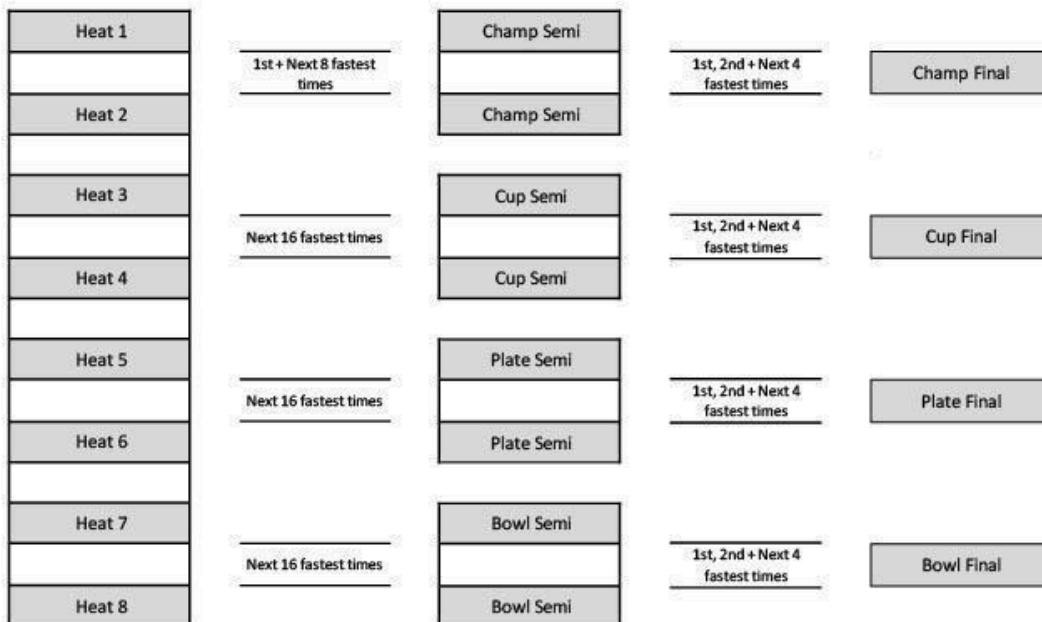 Heat 1
Champ Semi
1st + Next 8 fastest
times
1st, 2nd + Next 4
fastest times
Champ Final
Heat 2
Champ Semi
Heat 3
Cup Semi
Next 16 fastest times
1st, 2nd + Next 4
fastest times
Cup Final
Heat 4
Cup Semi
Heat 5
Plate Semi
Next 16 fastest times
1st, 2nd + Next 4
fastest times
Plate Final
Heat 6
Plate Semi
Heat 7
Bowl Semi
Next 16 fastest times
1st, 2nd + Next 4
fastest times
Bowl Final
Heat 8
Bowl Semi